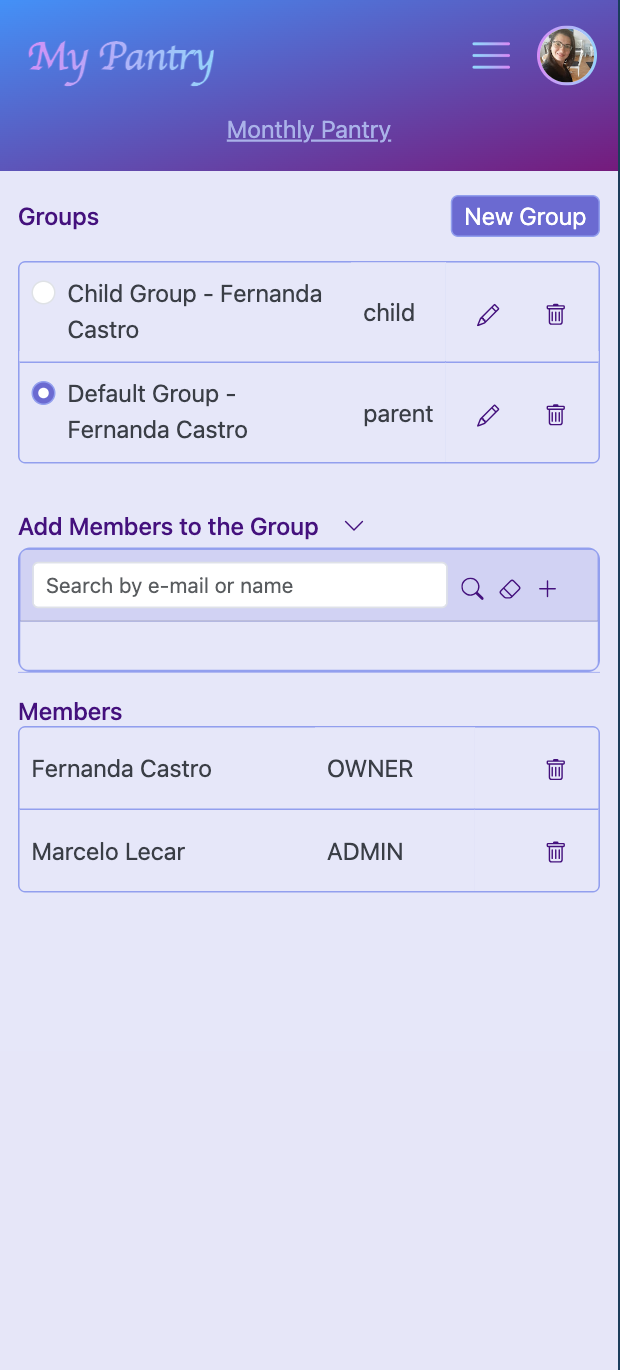 My Pantry
Monthly Pantry
Groups
New Group
Child Group - Fernanda
Castro
child
Default Group -
Fernanda Castro
parent
Add Members to the Group
Search by e-mail or name
Members
Fernanda Castro OWNER
Marcelo Lecar ADMIN